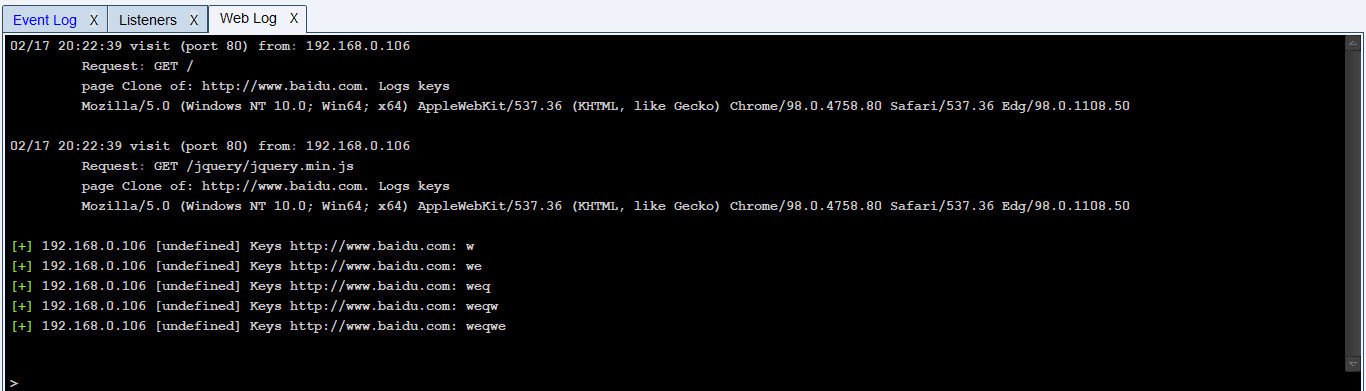 Event Log X Listeners X Web Log X
02/17 20:22:39 visit (port 80) from: 192.168.0.106
Request: GET /
page Clone of: http://www.baidu.com. Logs keys
Mozilla/5.0 (Windows NT 10.0; Win64; x64) AppleWebKit/537.36 (KHTML, like Gecko) Chrome/98.0.4758.80 Safari/537.36 Edg/98.0.1108.50
02/17 20:22:39 visit (port 80) from: 192.168.0.106
Request: GET /jquery/jquery.min.js
page Clone of: http://www.baidu.com. Logs keys
Mozilla/5.0 (Windows NT 10.0; Win64; x64) AppleWebKit/537.36 (KHTML, like Gecko) Chrome/98.0.4758.80 Safari/537.36 Edg/98.0.1108.50
[+] 192.168.0.106 [undefined] Keys http://www.baidu.com: w
[+] 192.168.0.106 [undefined] Keys http://www.baidu.com: we
[+] 192.168.0.106 [undefined] Keys http://www.baidu.com: weq
[+] 192.168.0.106 [undefined] Keys http://www.baidu.com: weqw
[+] 192.168.0.106 [undefined] Keys http://www.baidu.com: weqwe
>